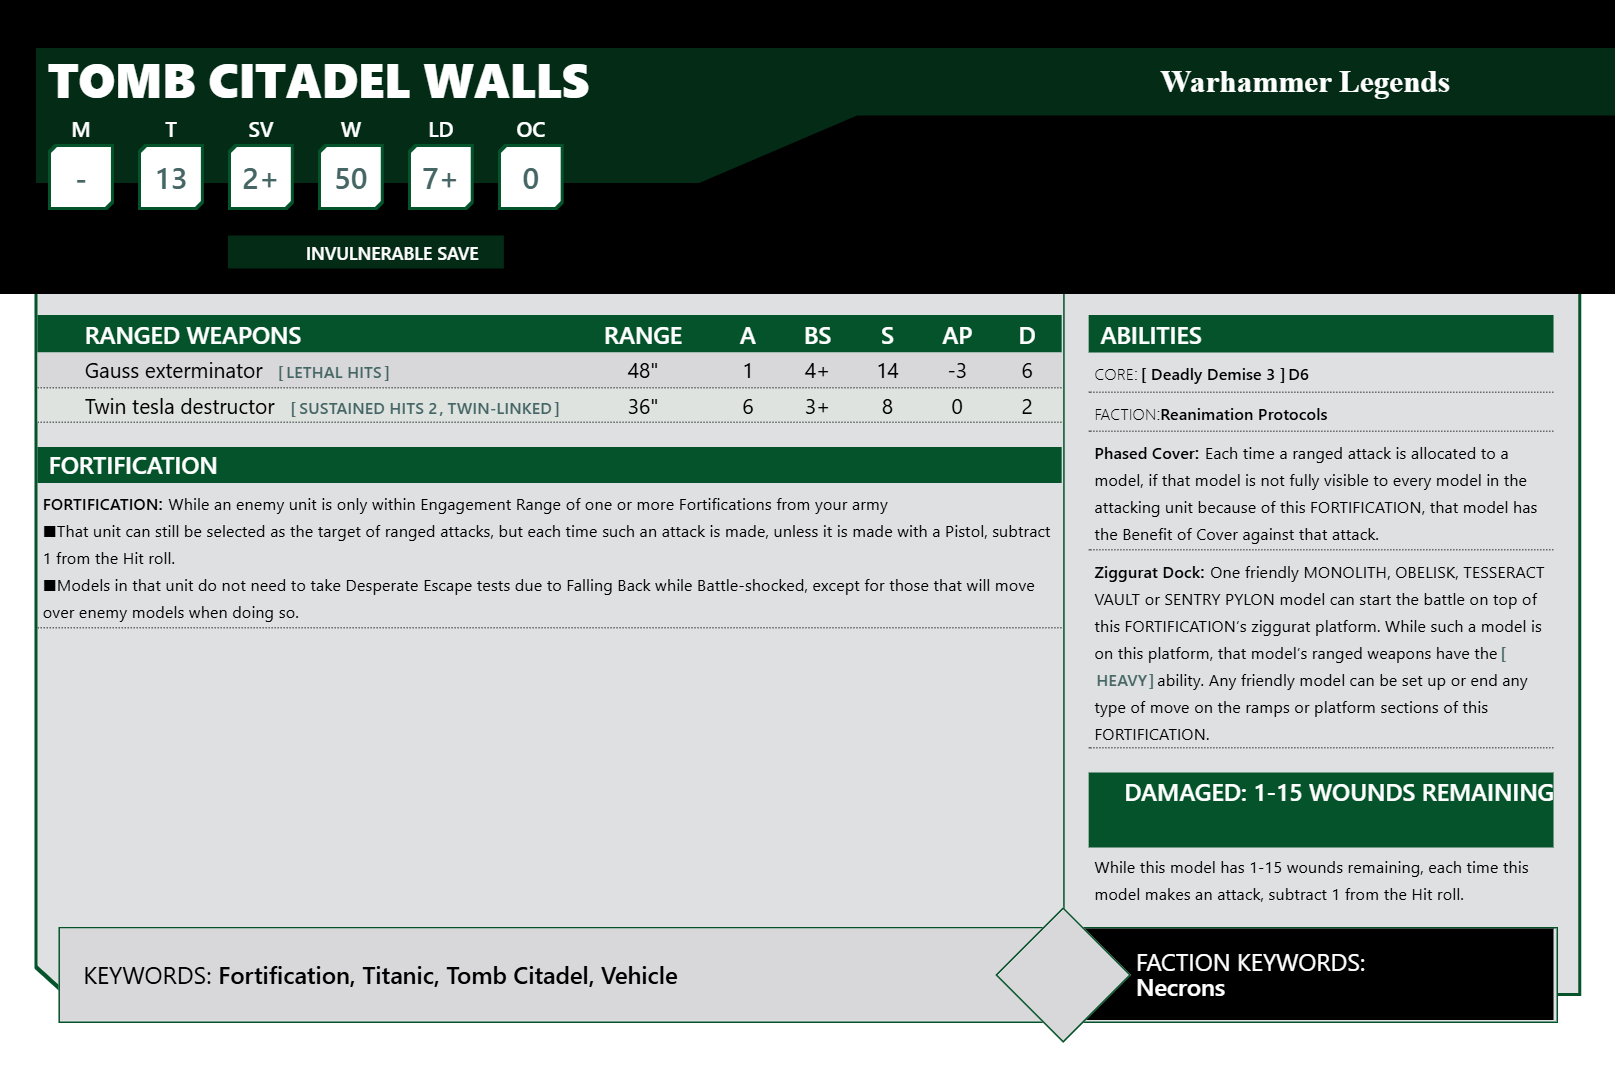 TOMB CITADEL WALLS
Warhammer Legends
M T SV W LD OC
- 13 2+ 50 7+ 0
INVULNERABLE SAVE
RANGED WEAPONS RANGE A BS S AP D
Gauss exterminator [ LETHAL HITS ] 48" 1 4+ 14 -3 6
Twin tesla destructor [ SUSTAINED HITS 2 , TWIN-LINKED ] 36" 6 3+ 8 0 2
FORTIFICATION
FORTIFICATION: While an enemy unit is only within Engagement Range of one or more Fortifications from your army
■That unit can still be selected as the target of ranged attacks, but each time such an attack is made, unless it is made with a Pistol, subtract
1 from the Hit roll.
■Models in that unit do not need to take Desperate Escape tests due to Falling Back while Battle-shocked, except for those that will move
over enemy models when doing so.
ABILITIES
CORE: [ Deadly Demise 3 ] D6
FACTION:Reanimation Protocols
Phased Cover: Each time a ranged attack is allocated to a
model, if that model is not fully visible to every model in the
attacking unit because of this FORTIFICATION, that model has
the Benefit of Cover against that attack.
Ziggurat Dock: One friendly MONOLITH, OBELISK, TESSERACT
VAULT or SENTRY PYLON model can start the battle on top of
this FORTIFICATION’s ziggurat platform. While such a model is
on this platform, that model’s ranged weapons have the [
HEAVY] ability. Any friendly model can be set up or end any
type of move on the ramps or platform sections of this
FORTIFICATION.
DAMAGED: 1-15 WOUNDS REMAINING
While this model has 1-15 wounds remaining, each time this
model makes an attack, subtract 1 from the Hit roll.
KEYWORDS: Fortification, Titanic, Tomb Citadel, Vehicle
FACTION KEYWORDS:
Necrons